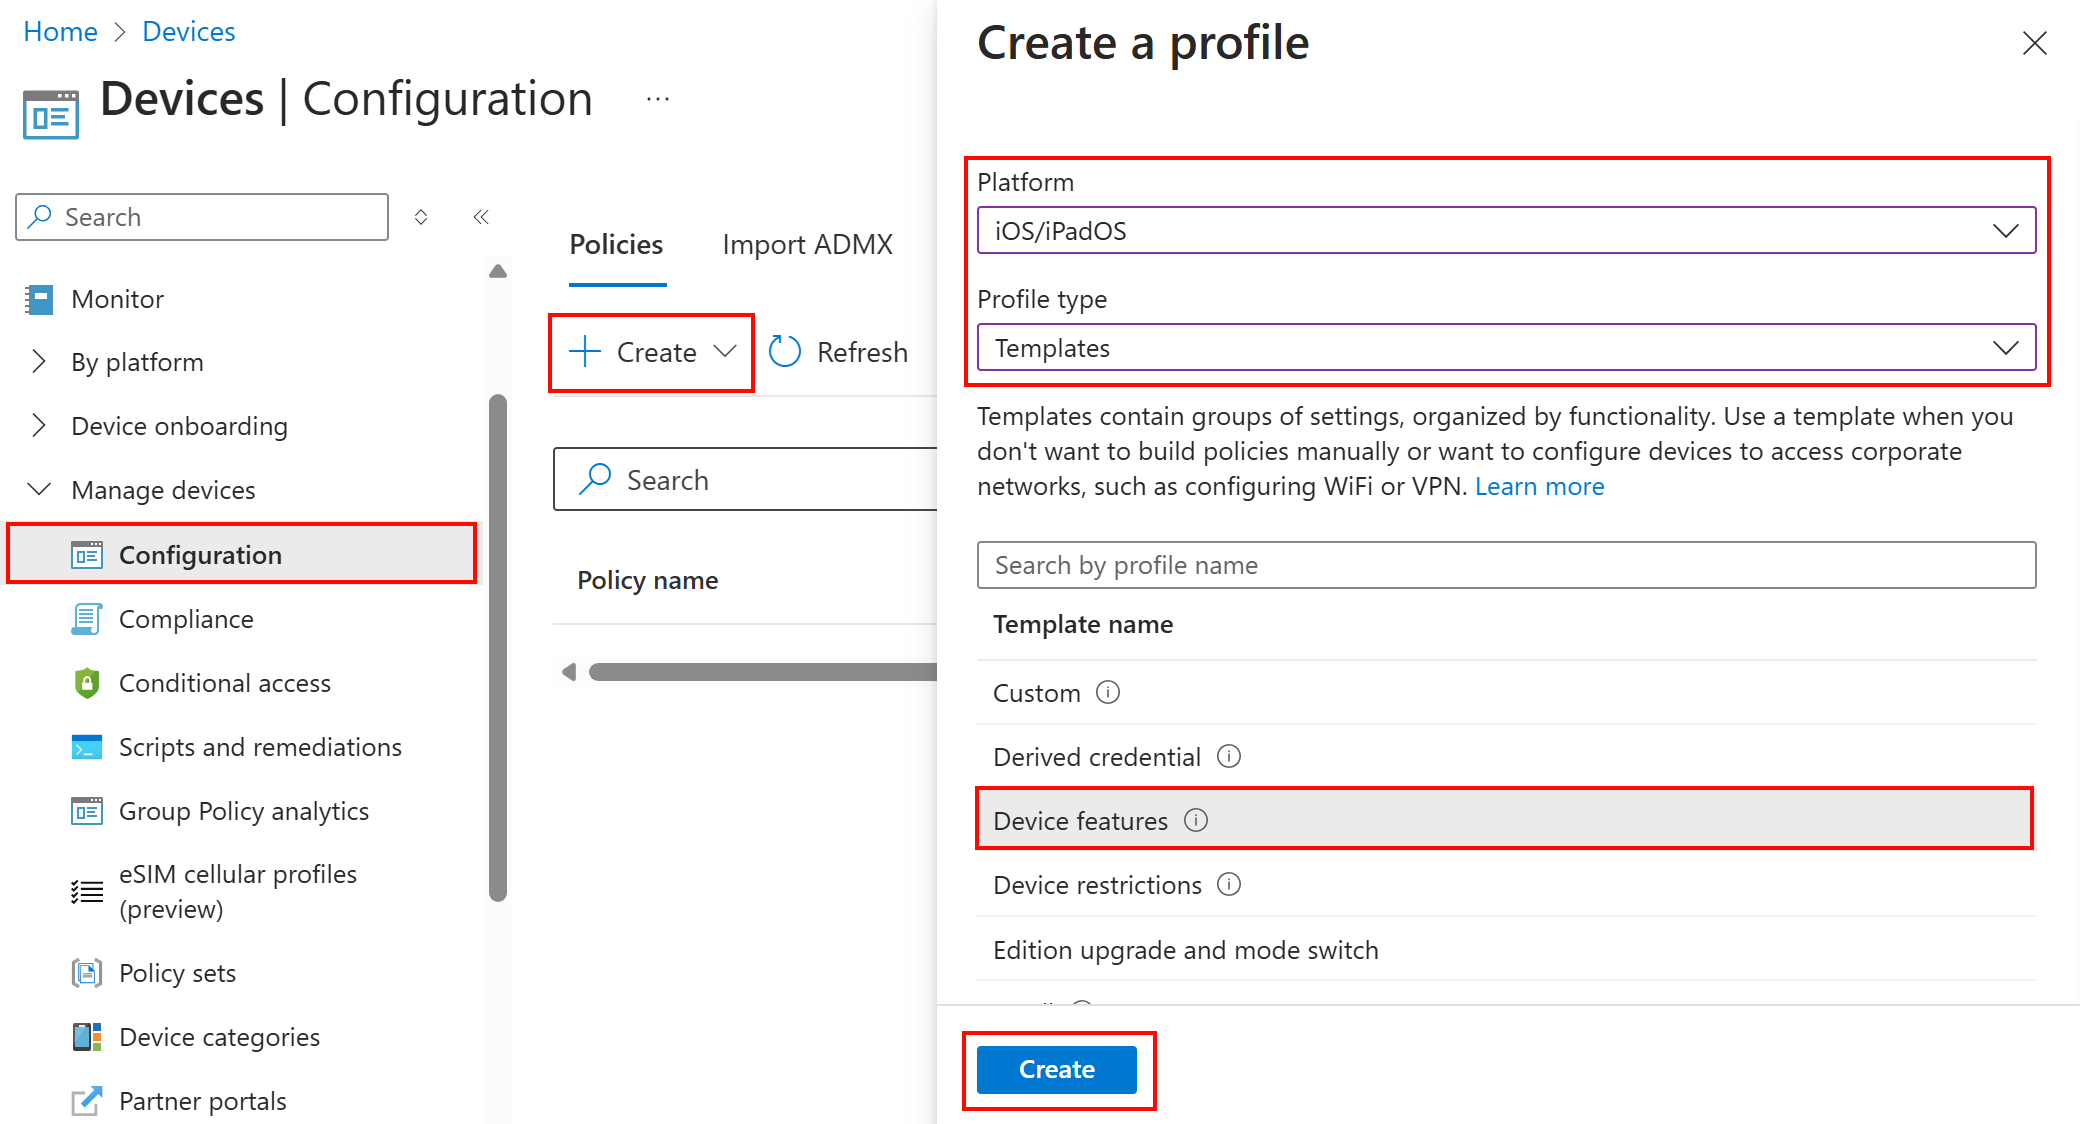 Home > Devices
Devices | Configuration ...
Search
Monitor
By platform
Device onboarding
Manage devices
Configuration
Compliance
Conditional access
Scripts and remediations
Group Policy analytics
eSIM cellular profiles
(preview)
Policy sets
Device categories
Partner portals
Policies Import ADMX
Create Refresh
Search
Policy name
Create a profile
Platform
iOS/iPadOS
Profile type
Templates
Templates contain groups of settings, organized by functionality. Use a template when you
don't want to build policies manually or want to configure devices to access corporate
networks, such as configuring WiFi or VPN. Learn more
Search by profile name
Template name
Custom
Derived credential
Device features
Device restrictions
Edition upgrade and mode switch
Create